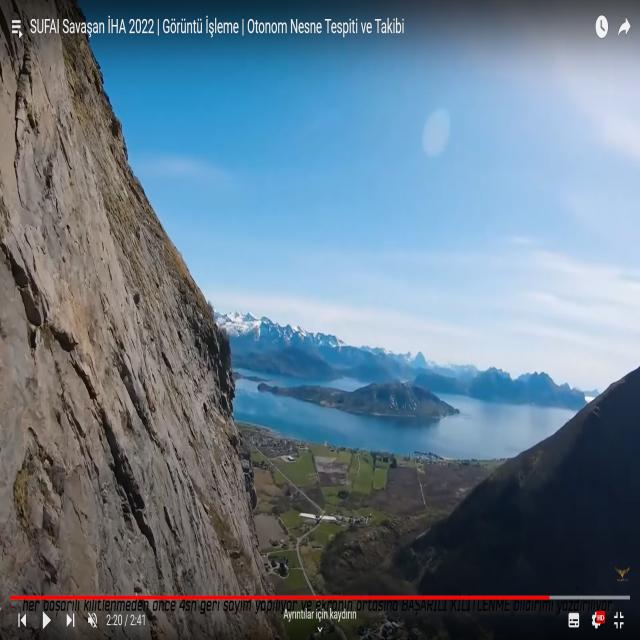 SUFAI Savaşan İHA 2022 | Görüntü İşleme | Otonom Nesne Tespiti ve Takibi
her başarılı kilitlenmeden önce 4sn geri sayım yapılıyor ve ekranın ortasına BAŞARILI KİLİTLENME bildirimi yazdırılıyor.
2:20 / 2:41
Ayrıntılar için kaydırın
HD